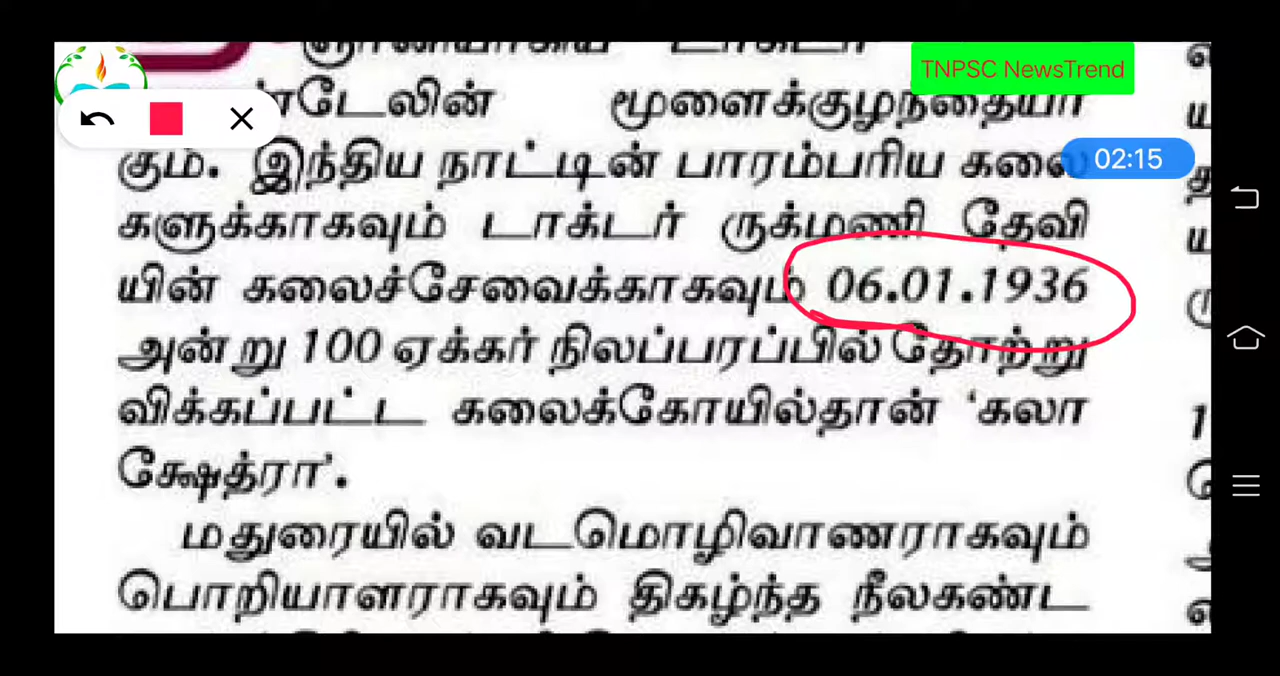 TNPSC NewsTrend
மூளைக்குழந்தையா
கும். இந்திய நாட்டின் பாரம்பரிய கலை
02:15
களுக்காகவும் டாக்டர் ருக்மணி தேவி
யின் கலைச்சேவைக்காகவும் 06.01.1936
அன்று 100 ஏக்கர் நிலப்பரப்பில் தோற்று
விக்கப்பட்ட கலைக்கோயில்தான் 'கலா
க்ஷேத்ரா'.
மதுரையில் வடமொழிவாணராகவும்
பொறியாளராகவும் திகழ்ந்த நீலகண்ட